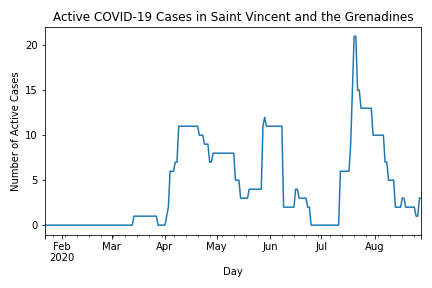 Active COVID-19 Cases in Saint Vincent and the Grenadines
Number of Active Cases
20
15
10
5
0
Feb Mar Apr May Jun Jul Aug
2020
Day